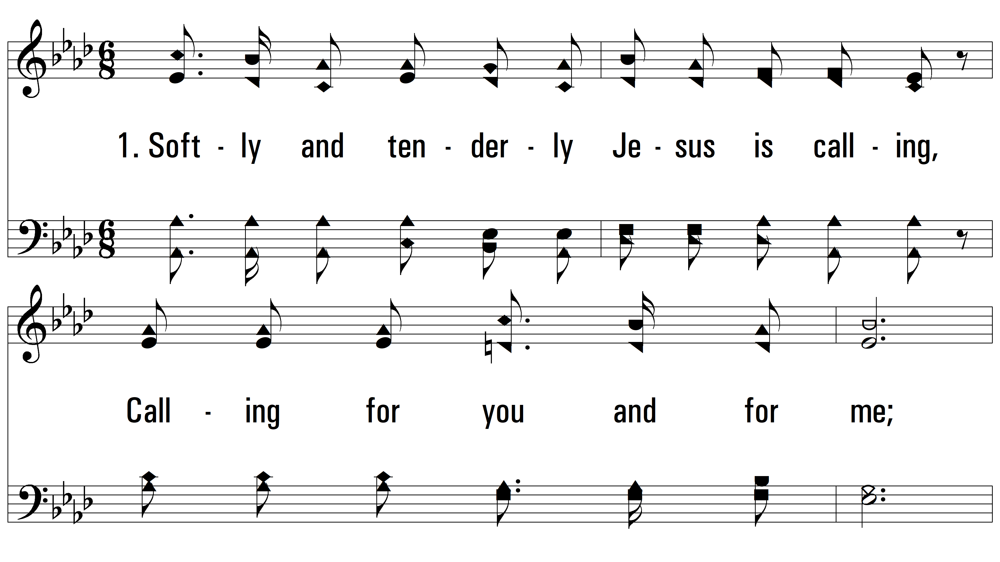 1. Soft - ly and ten - der - ly Je - sus is call - ing,
Call - ing for you and for me;